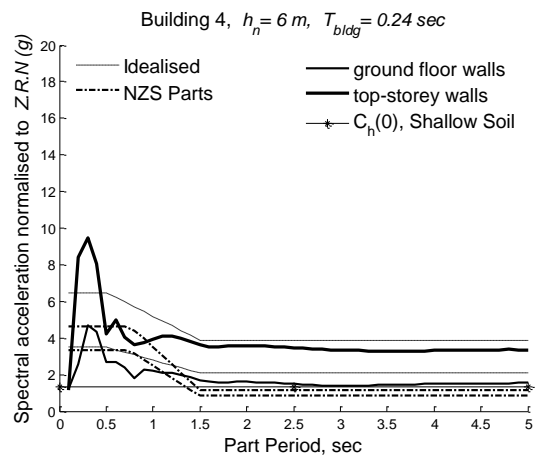 Building 4, h_n = 6 m, T_bldg = 0.24 sec
Spectral acceleration normalised to Z.R.N (g)
20
18
16
14
12
10
8
6
4
2
0
Idealised
NZS Parts
ground floor walls
top-storey walls
C_h(0), Shallow Soil
0 0.5 1 1.5 2 2.5 3 3.5 4 4.5 5
Part Period, sec